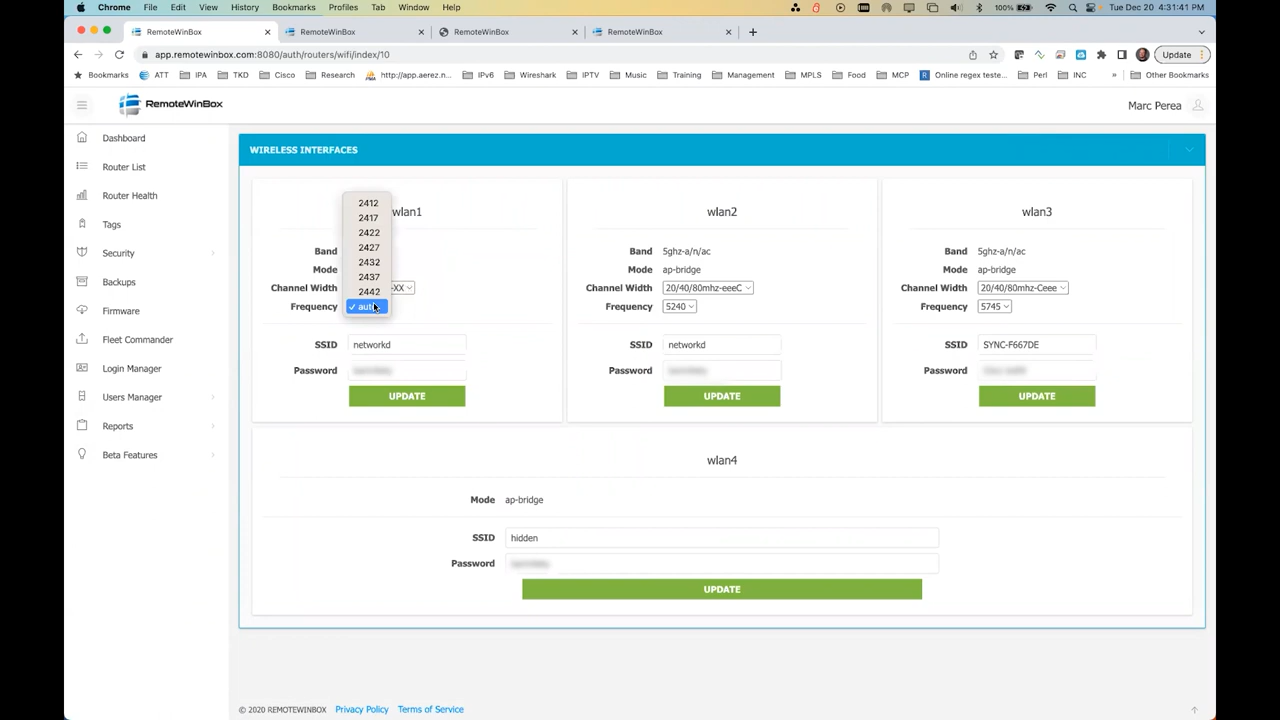 Chrome File Edit View History Bookmarks Profiles Tab Window Help
100% Tue Dec 20 4:31:41 PM
RemoteWinBox RemoteWinBox RemoteWinBox RemoteWinBox
app.remotewinbox.com:8080/auth/routers/wifi/index/10
Update
Bookmarks ATT IPA TKD Cisco Research http://app.aerez.n... IPv6 Wireshark IPTV Music Training Management MPLS Food MCP Online regex teste... Perl INC » Other Bookmarks
RemoteWinBox
Marc Perea
Dashboard
Router List
Router Health
Tags
Security
Backups
Firmware
Fleet Commander
Login Manager
Users Manager
Reports
Beta Features
WIRELESS INTERFACES
wlan1
Band
Mode
Channel Width -XX
Frequency
2412
2417
2422
2427
2432
2437
2442
✓ auto
SSID networkd
Password
UPDATE
wlan2
Band 5ghz-a/n/ac
Mode ap-bridge
Channel Width 20/40/80mhz-eeeC
Frequency 5240
SSID networkd
Password
UPDATE
wlan3
Band 5ghz-a/n/ac
Mode ap-bridge
Channel Width 20/40/80mhz-Ceee
Frequency 5745
SSID SYNC-F667DE
Password
UPDATE
wlan4
Mode ap-bridge
SSID hidden
Password
UPDATE
© 2020 REMOTEWINBOX Privacy Policy Terms of Service